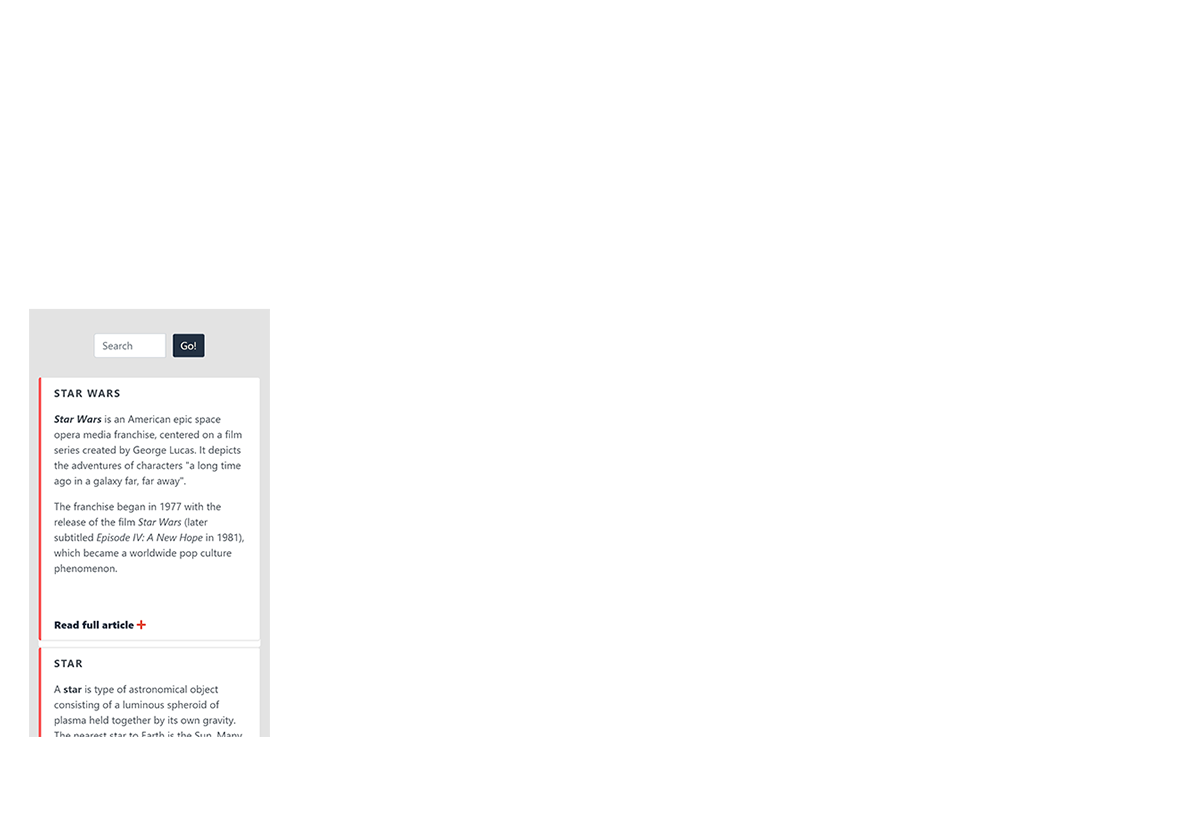 Search Go!
STAR WARS
Star Wars is an American epic space
opera media franchise, centered on a film
series created by George Lucas. It depicts
the adventures of characters "a long time
ago in a galaxy far, far away".
The franchise began in 1977 with the
release of the film Star Wars (later
subtitled Episode IV: A New Hope in 1981),
which became a worldwide pop culture
phenomenon.
Read full article
STAR
A star is type of astronomical object
consisting of a luminous spheroid of
plasma held together by its own gravity.
The nearest star to Earth is the Sun. Many